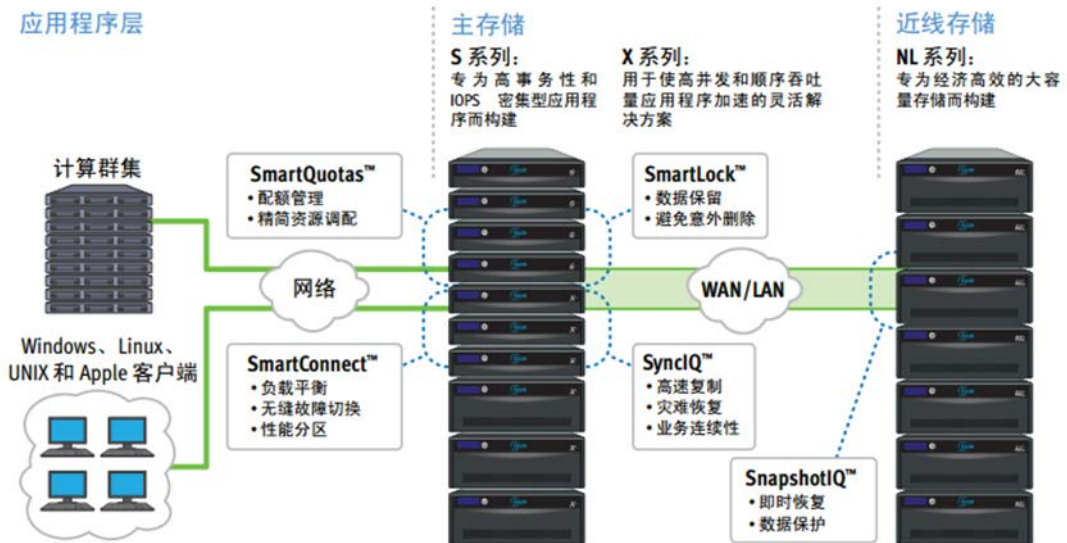 应用程序层
主存储
近线存储
S 系列：
专为高事务性和
IOPS 密集型应用程
序而构建
X 系列：
用于使高并发和顺序吞吐
量应用程序加速的灵活解
决方案
NL 系列：
专为经济高效的大容
量存储而构建
计算群集
SmartQuotas™
• 配额管理
• 精简资源调配
SmartLock™
• 数据保留
• 避免意外删除
网络
WAN/LAN
Windows、Linux、
UNIX 和 Apple 客户端
SmartConnect™
• 负载平衡
• 无缝故障切换
• 性能分区
SyncIQ™
• 高速复制
• 灾难恢复
• 业务连续性
SnapshotIQ™
• 即时恢复
• 数据保护